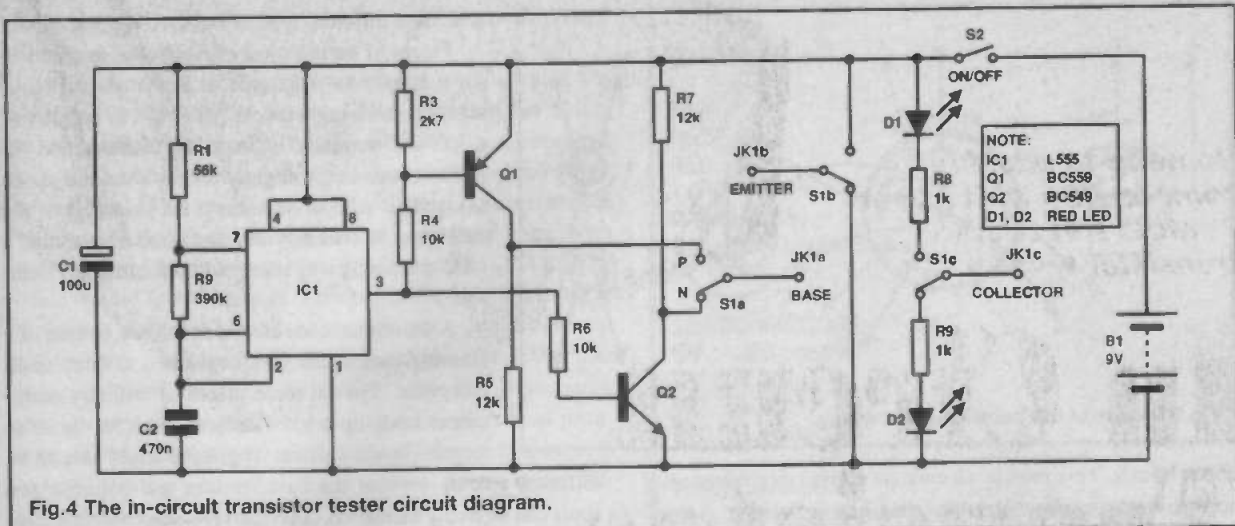 S2
ON/OFF
R3
2k7
R7
12k
D1
NOTE:
IC1 L555
Q1 BC559
Q2 BC549
D1, D2 RED LED
R1
56k
Q1
JK1b
EMITTER
S1b
R8
1k
4 8
7
R4
10k
P
N
S1a
JK1a
BASE
S1c
JK1c
COLLECTOR
C1
100u
R9
390k
IC1
3
6
R6
10k
R9
1k
B1
9V
2 1
R5
12k
Q2
D2
C2
470n
Fig.4 The in-circuit transistor tester circuit diagram.